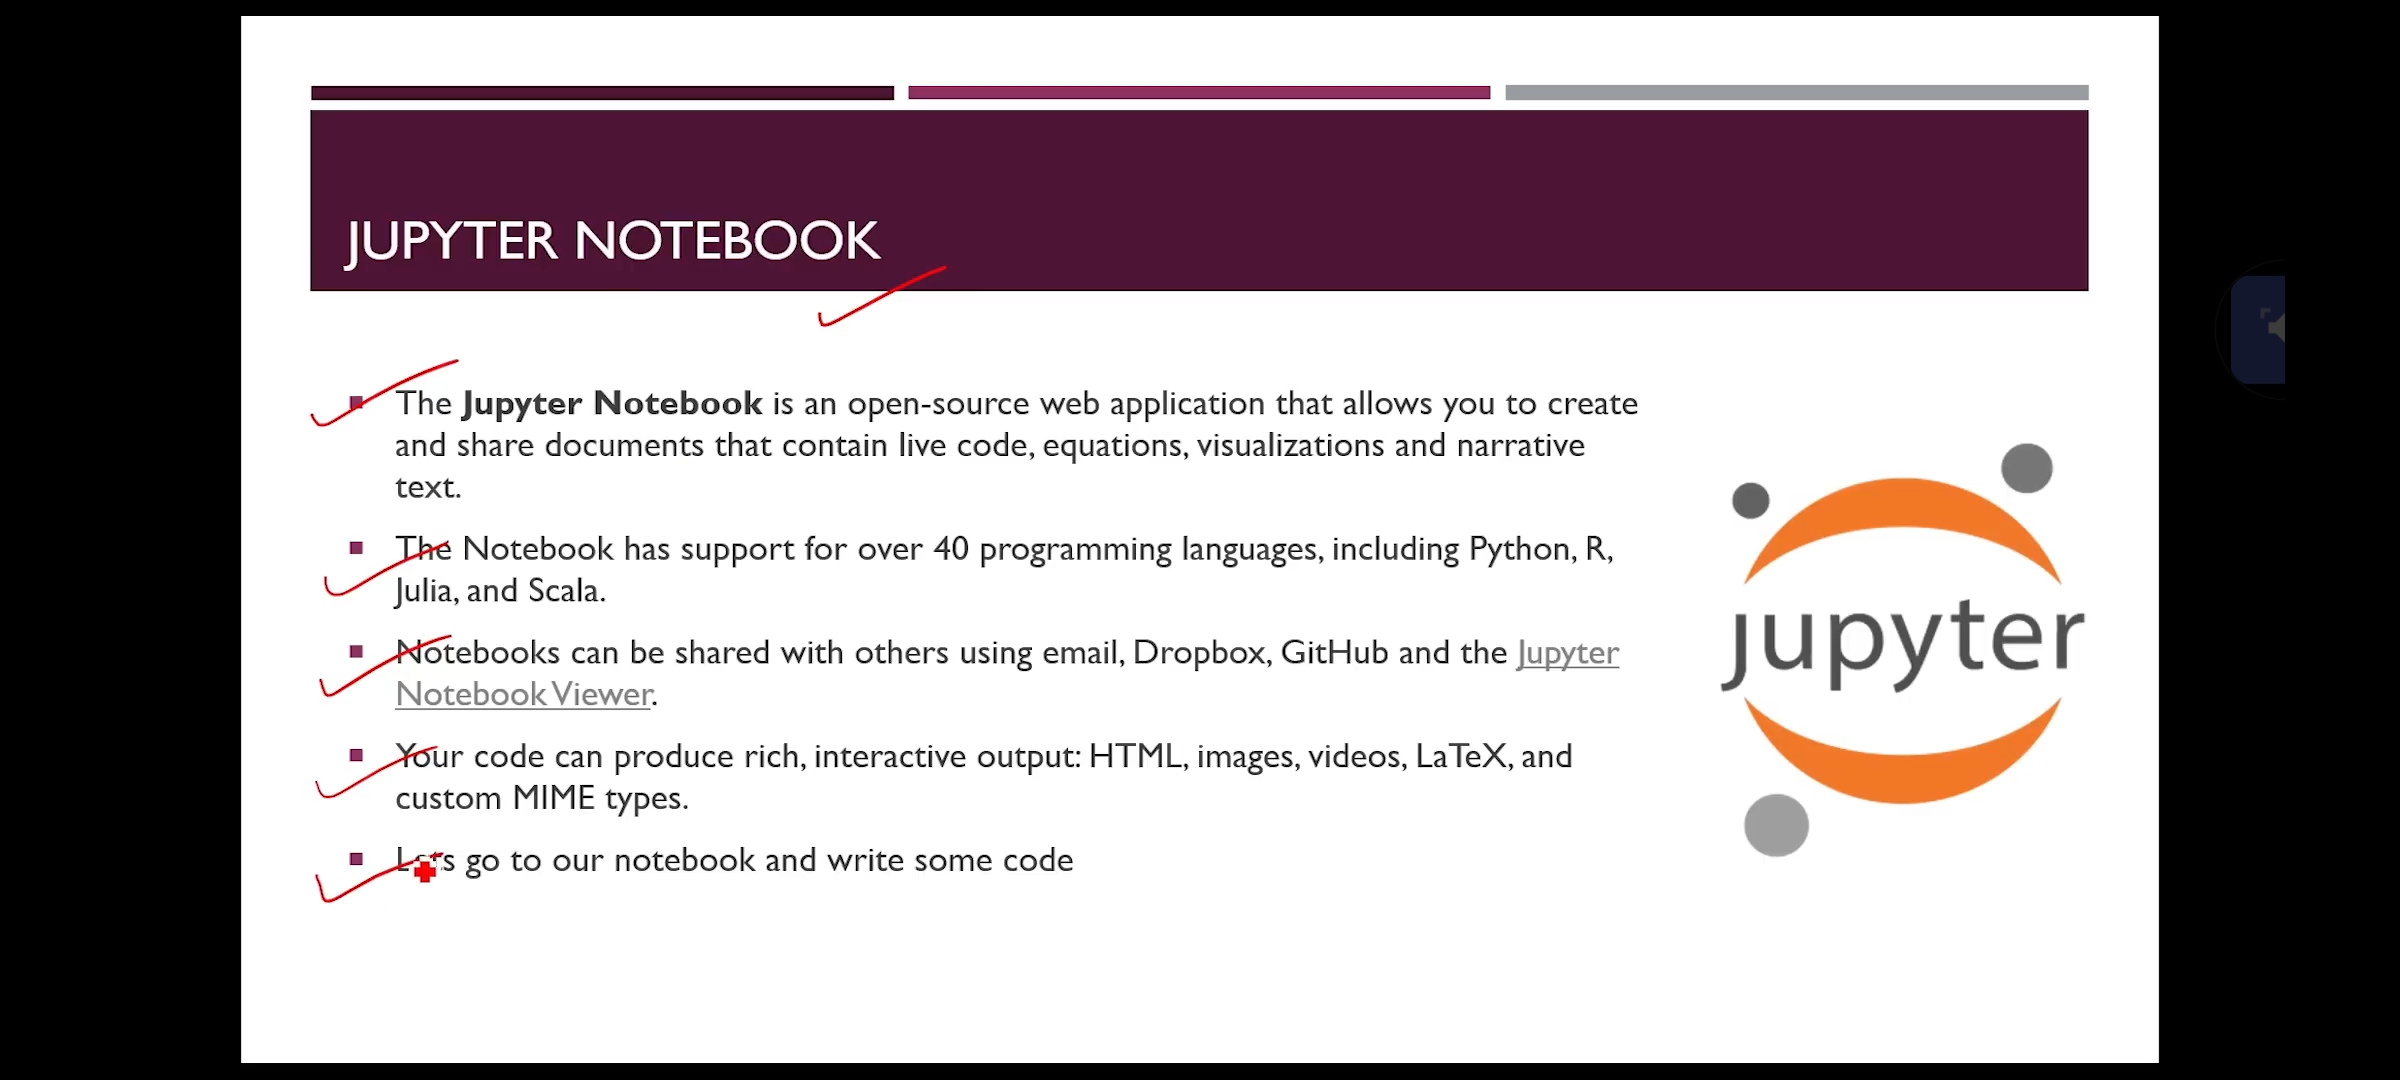 JUPYTER NOTEBOOK
The Jupyter Notebook is an open-source web application that allows you to create
and share documents that contain live code, equations, visualizations and narrative
text.
The Notebook has support for over 40 programming languages, including Python, R,
Julia, and Scala.
Notebooks can be shared with others using email, Dropbox, GitHub and the Jupyter
Notebook Viewer.
Your code can produce rich, interactive output: HTML, images, videos, LaTeX, and
custom MIME types.
Lets go to our notebook and write some code
jupyter